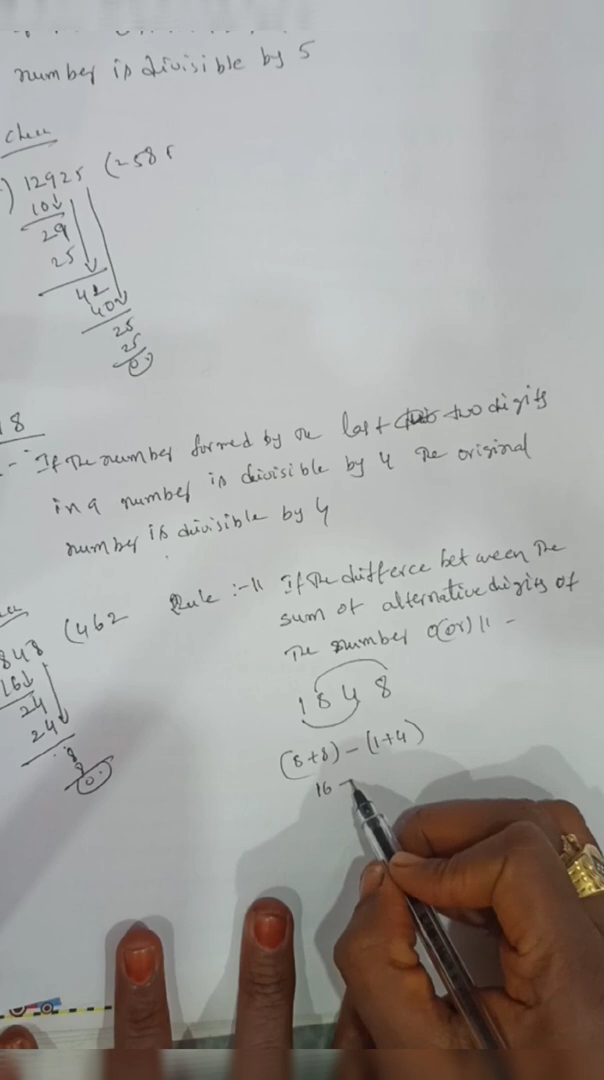 number is divisible by 5
) 12925 (258
10
29
25
42
40
25
25
0
8
- If the number formed by the last two digits
in a number is divisible by 4 the original
number is divisible by 4
848 (462
16
24
24
8
8
0
Rule :- 11 If the differce between the
sum of alternative digits of
the number 0(or) 11 -
1848
(8+8) - (1+4)
16 -